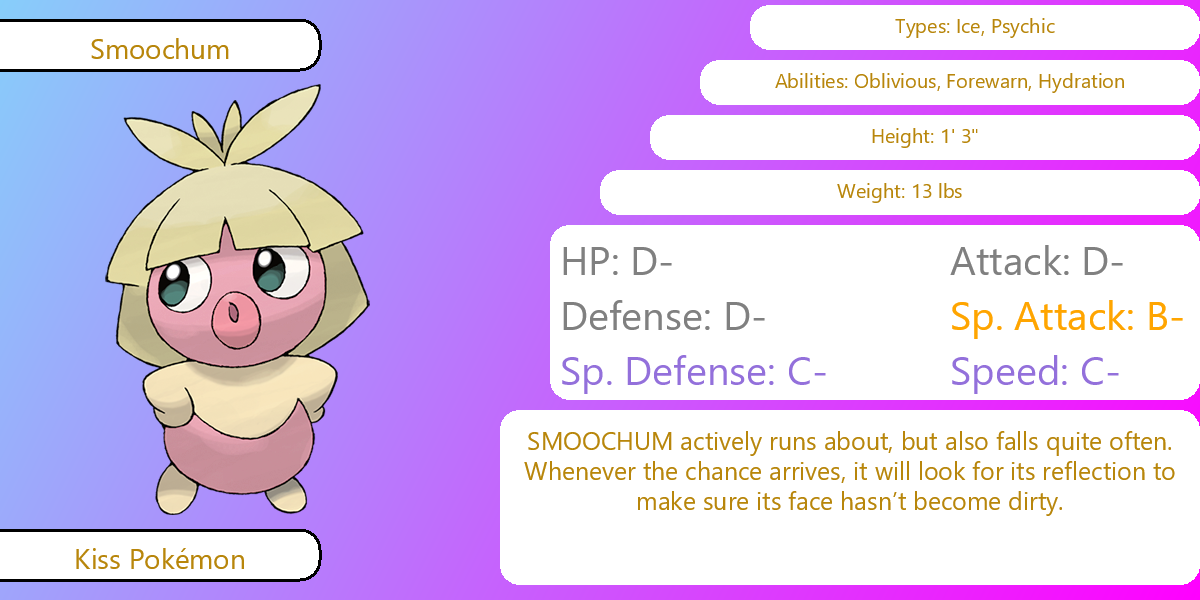 Smoochum
Types: Ice, Psychic
Abilities: Oblivious, Forewarn, Hydration
Height: 1' 3"
Weight: 13 lbs
HP: D-
Attack: D-
Defense: D-
Sp. Attack: B-
Sp. Defense: C-
Speed: C-
SMOOCHUM actively runs about, but also falls quite often.
Whenever the chance arrives, it will look for its reflection to
make sure its face hasn’t become dirty.
Kiss Pokémon